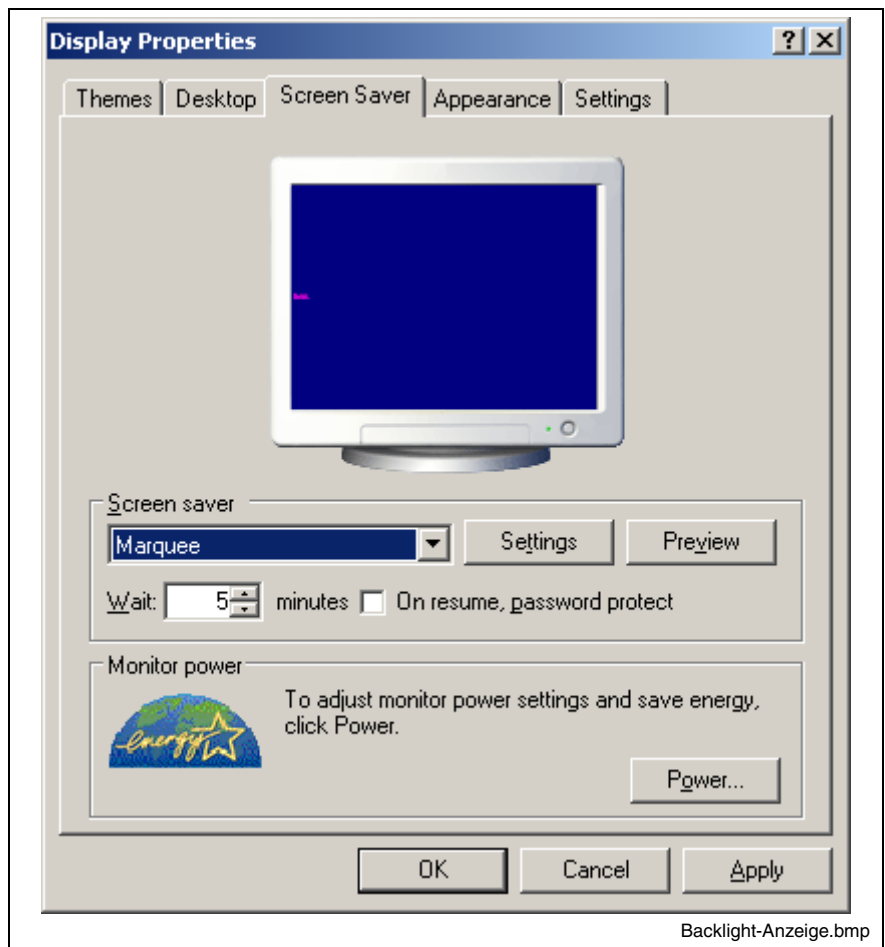 Display Properties
Themes Desktop Screen Saver Appearance Settings
Screen saver
Marquee Settings Preview
Wait: 5 minutes On resume, password protect
Monitor power
energy
To adjust monitor power settings and save energy,
click Power.
Power...
OK Cancel Apply
Backlight-Anzeige.bmp